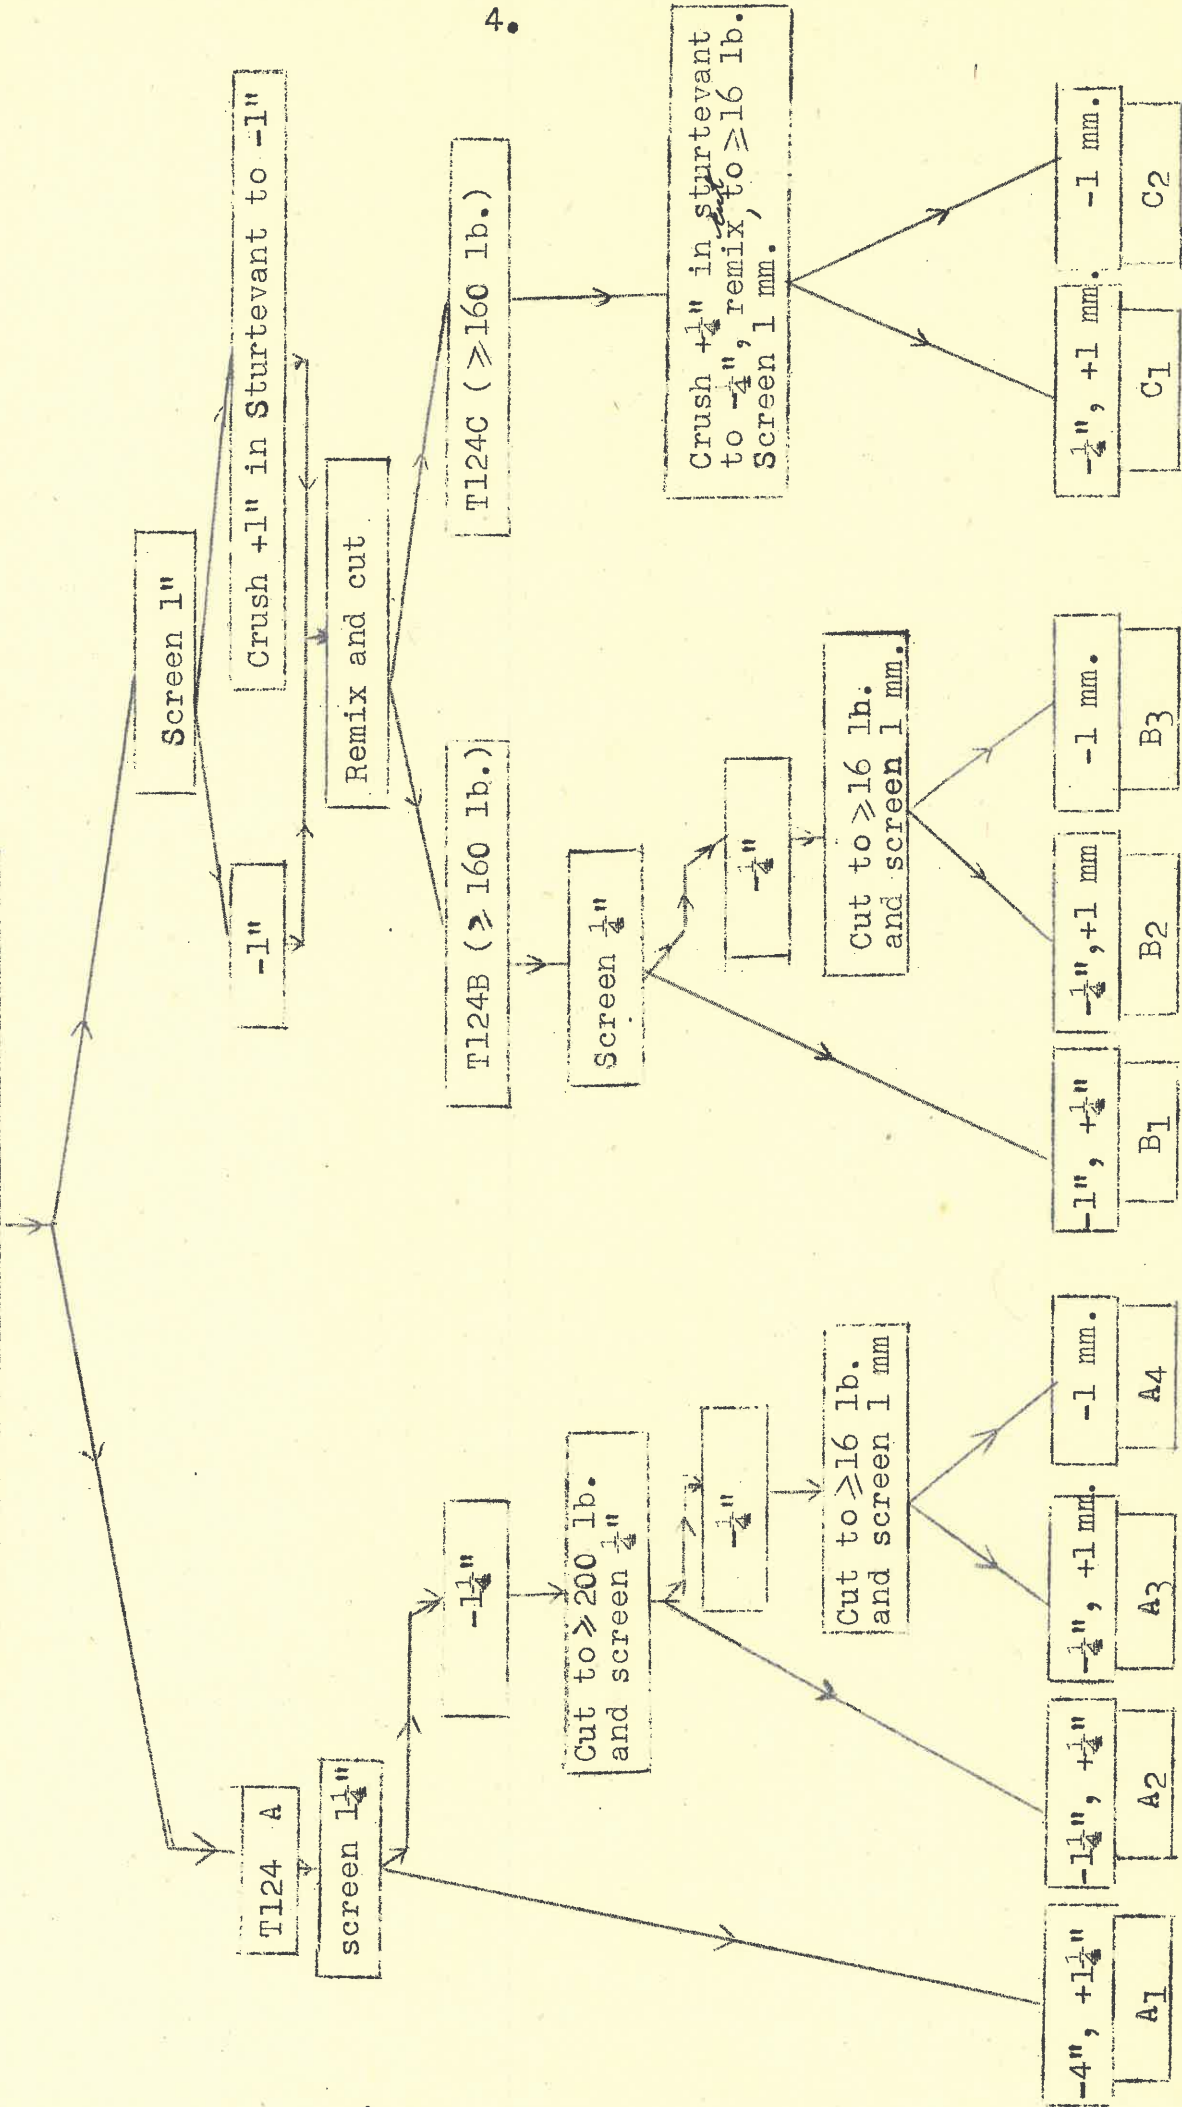 4.
Screen 1"
-1"
Crush +1" in Sturtevant to -1"
T124 A
screen 1¼"
Remix and cut
-1¼"
T124B (≥ 160 lb.)
T124C (≥160 lb.)
Cut to ≥ 200 lb.
and screen ¼"
Screen ¼"
Crush +¼" in sturtevant
to -¼", remix, cut to ≥16 lb.
Screen 1 mm.
-¼"
-¼"
Cut to ≥16 lb.
and screen 1 mm
Cut to ≥16 lb.
and screen 1 mm.
-4", +1¼"
-1¼", +¼"
-¼", +1 mm.
-1 mm.
-1", +¼"
-¼",+1 mm
-1 mm.
-¼", +1 mm.
-1 mm.
A1
A2
A3
A4
B1
B2
B3
C1
C2